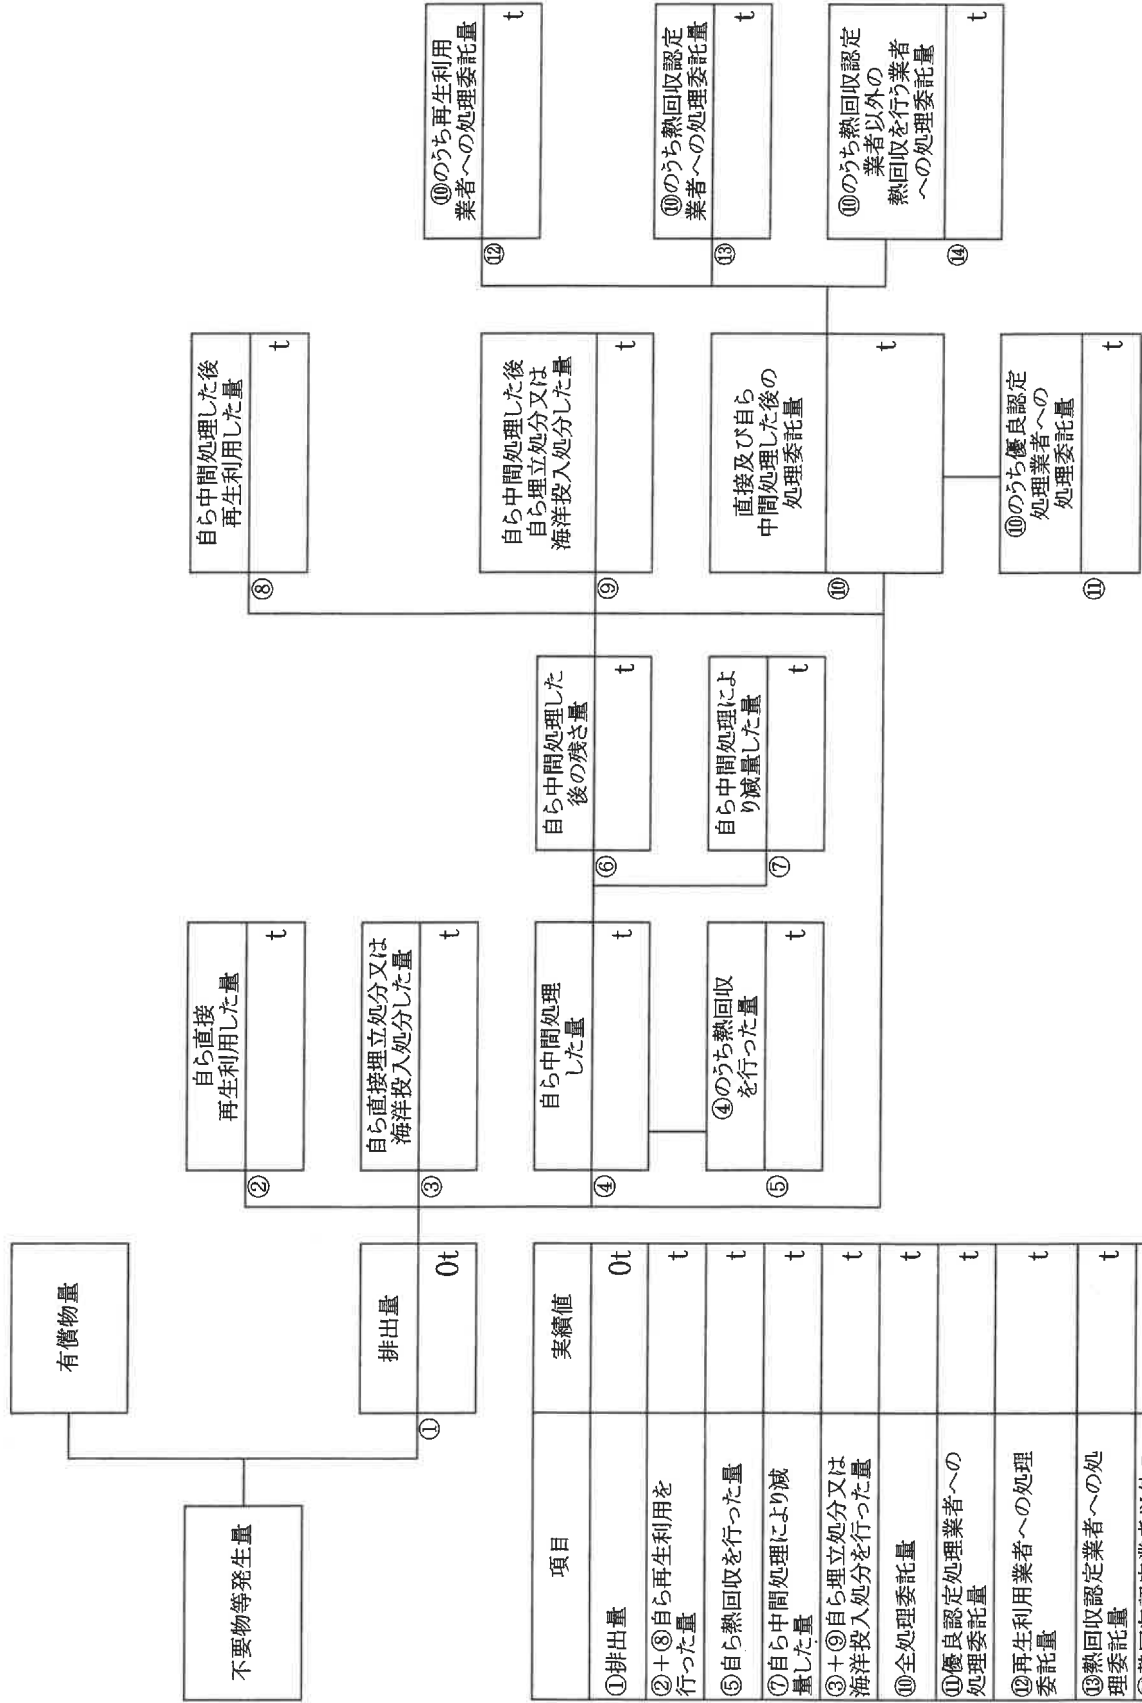 不要物等発生量
有償物量
①
排出量
0t
②
自ら直接
再生利用した量
t
③
自ら直接埋立処分又は
海洋投入処分した量
t
④
自ら中間処理
した量
t
⑤
④のうち熱回収
を行った量
t
⑥
自ら中間処理した
後の残さ量
t
⑦
自ら中間処理によ
り減量した量
t
⑧
自ら中間処理した後
再生利用した量
t
⑨
自ら中間処理した後
自ら埋立処分又は
海洋投入処分した量
t
⑩
直接及び自ら
中間処理した後の
処理委託量
t
⑪
⑩のうち優良認定
処理業者への
処理委託量
t
⑫
⑩のうち再生利用
業者への処理委託量
t
⑬
⑩のうち熱回収認定
業者への処理委託量
t
⑭
⑩のうち熱回収認定
業者以外の
熱回収を行う業者
への処理委託量
t
項目 実績値
①排出量 0t
②+⑧自ら再生利用を
行った量 t
⑤自ら熱回収を行った量 t
⑦自ら中間処理により減
量した量 t
③+⑨自ら埋立処分又は
海洋投入処分を行った量 t
⑩全処理委託量 t
⑪優良認定処理業者への
処理委託量 t
⑫再生利用業者への処理
委託量 t
⑬熱回収認定業者への処
理委託量 t